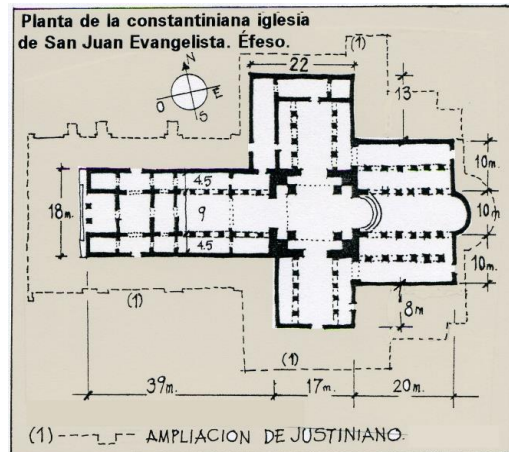 Planta de la constantiniana iglesia
de San Juan Evangelista. Éfeso.
(1)
22
N
O
E
S
13
10m.
4.5
18m.
9
10m
4.5
10m.
8m
(1)
(1)
39m.
17m.
20m.
(1) AMPLIACION DE JUSTINIANO.